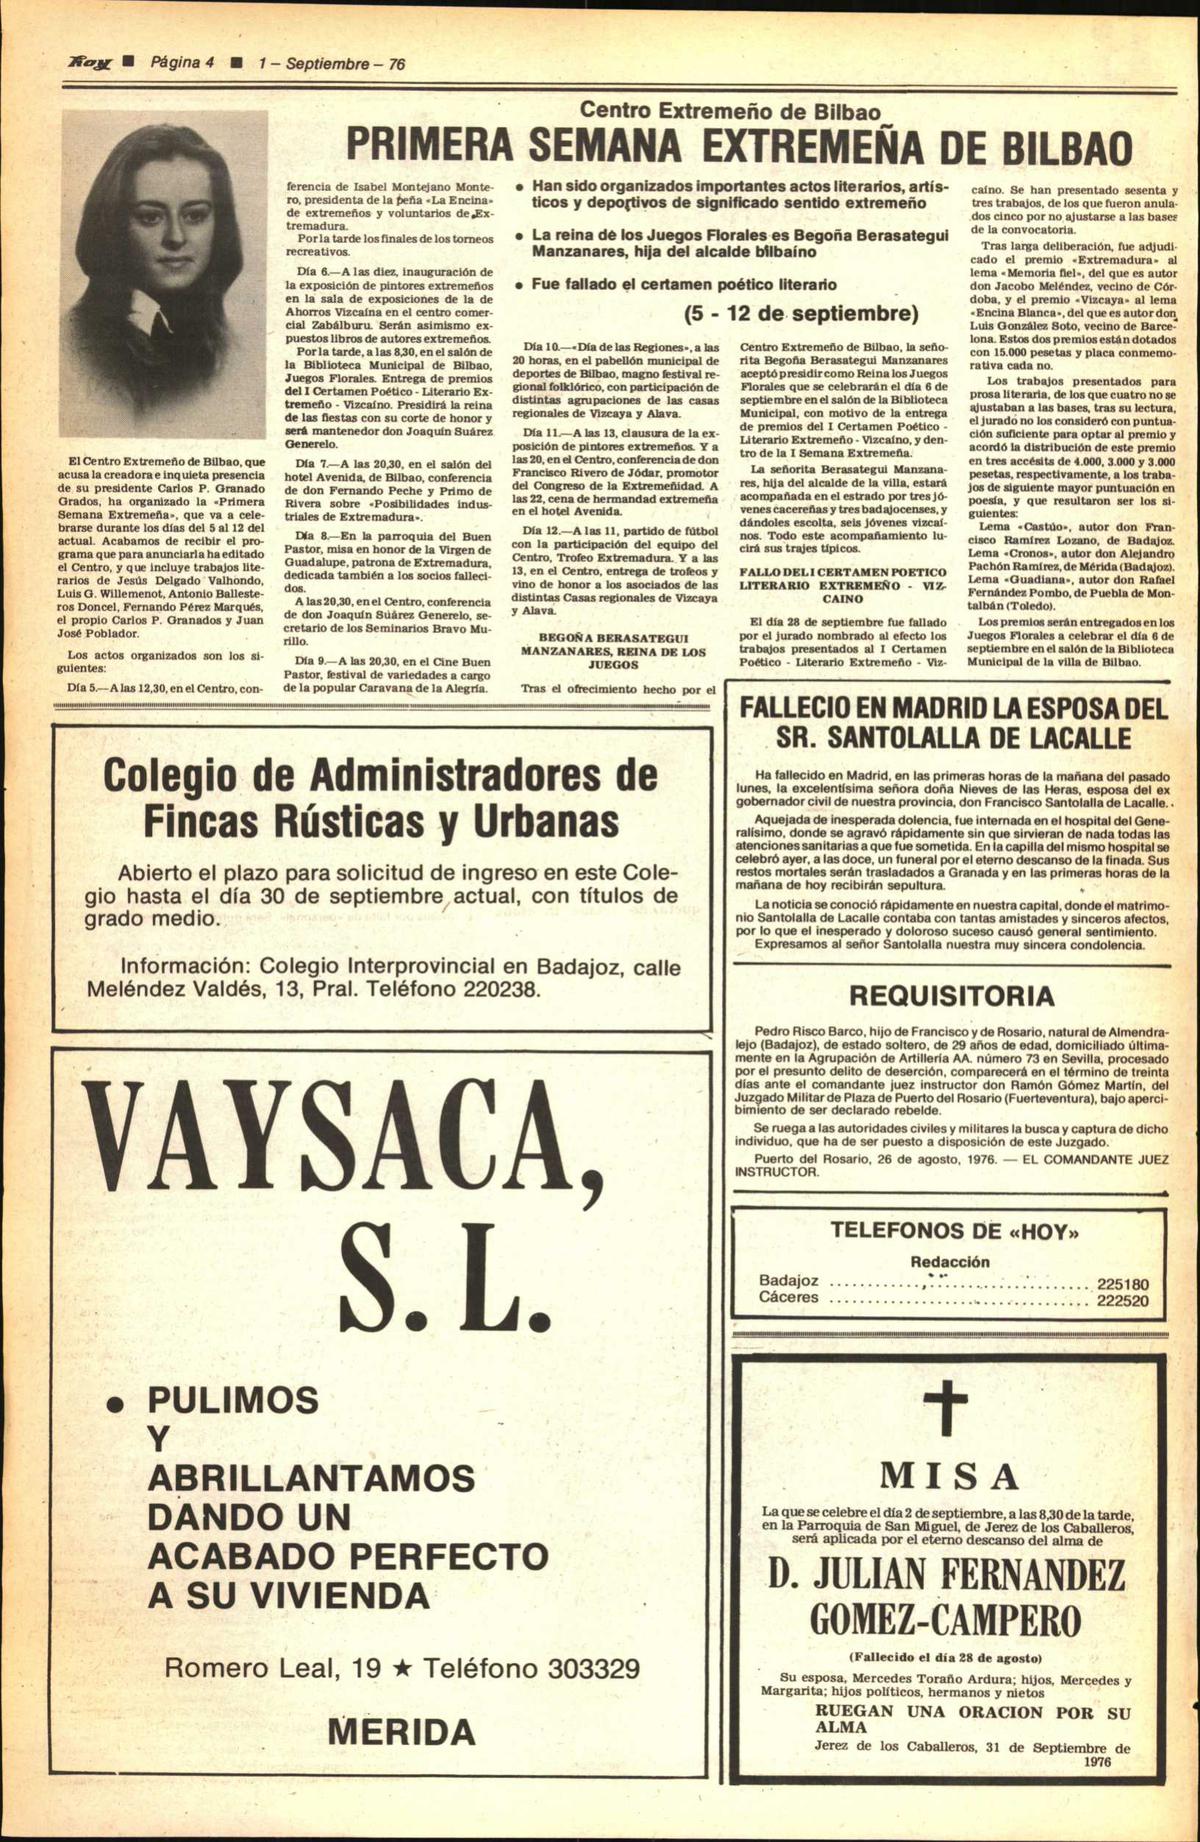 Hoy ■ Página 4 ■ 1 – Septiembre – 76
Centro Extremeño de Bilbao
PRIMERA SEMANA EXTREMEÑA DE BILBAO
• Han sido organizados importantes actos literarios, artís-
ticos y deportivos de significado sentido extremeño
• La reina de los Juegos Florales es Begoña Berasategui
Manzanares, hija del alcalde bilbaíno
• Fue fallado el certamen poético literario
(5 - 12 de septiembre)
El Centro Extremeño de Bilbao, que
acusa la creadora e inquieta presencia
de su presidente Carlos P. Granado
Grados, ha organizado la «Primera
Semana Extremeña», que va a cele-
brarse durante los días del 5 al 12 del
actual. Acabamos de recibir el pro-
grama que para anunciarla ha editado
el Centro, y que incluye trabajos lite-
rarios de Jesús Delgado Valhondo,
Luis G. Willemenot, Antonio Balleste-
ros Doncel, Fernando Pérez Marqués,
el propio Carlos P. Granados y Juan
José Poblador.
Los actos organizados son los si-
guientes:
Día 5.—A las 12,30, en el Centro, con-
ferencia de Isabel Montejano Monte-
ro, presidenta de la peña «La Encina»
de extremeños y voluntarios de Ex-
tremadura.
Por la tarde los finales de los torneos
recreativos.
Día 6.—A las diez, inauguración de
la exposición de pintores extremeños
en la sala de exposiciones de la de
Ahorros Vizcaína en el centro comer-
cial Zabálburu. Serán asimismo ex-
puestos libros de autores extremeños.
Por la tarde, a las 8,30, en el salón de
la Biblioteca Municipal de Bilbao,
Juegos Florales. Entrega de premios
del I Certamen Poético - Literario Ex-
tremeño - Vizcaíno. Presidirá la reina
de las fiestas con su corte de honor y
será mantenedor don Joaquín Suárez
Generelo.
Día 7.—A las 20,30, en el salón del
hotel Avenida, de Bilbao, conferencia
de don Fernando Peche y Primo de
Rivera sobre «Posibilidades indus-
triales de Extremadura».
Día 8.—En la parroquia del Buen
Pastor, misa en honor de la Virgen de
Guadalupe, patrona de Extremadura,
dedicada también a los socios falleci-
dos.
A las 20,30, en el Centro, conferencia
de don Joaquín Súárez Generelo, se-
cretario de los Seminarios Bravo Mu-
rillo.
Día 9.—A las 20,30, en el Cine Buen
Pastor, festival de variedades a cargo
de la popular Caravana de la Alegría.
Día 10.—«Día de las Regiones», a las
20 horas, en el pabellón municipal de
deportes de Bilbao, magno festival re-
gional folklórico, con participación de
distintas agrupaciones de las casas
regionales de Vizcaya y Alava.
Día 11.—A las 13, clausura de la ex-
posición de pintores extremeños. Y a
las 20, en el Centro, conferencia de don
Francisco Rivero de Jódar, promotor
del Congreso de la Extremeñidad. A
las 22, cena de hermandad extremeña
en el hotel Avenida.
Día 12.—A las 11, partido de fútbol
con la participación del equipo del
Centro, Trofeo Extremadura. Y a las
13, en el Centro, entrega de trofeos y
vino de honor a los asociados de las
distintas Casas regionales de Vizcaya
y Alava.
BEGOÑA BERASATEGUI
MANZANARES, REINA DE LOS
JUEGOS
Tras el ofrecimiento hecho por el
Centro Extremeño de Bilbao, la seño-
rita Begoña Berasategui Manzanares
aceptó presidir como Reina los Juegos
Florales que se celebrarán el día 6 de
septiembre en el salón de la Biblioteca
Municipal, con motivo de la entrega
de premios del I Certamen Poético -
Literario Extremeño - Vizcaíno, y den-
tro de la I Semana Extremeña.
La señorita Berasategui Manzana-
res, hija del alcalde de la villa, estará
acompañada en el estrado por tres jó-
venes cacereñas y tres badajocenses, y
dándoles escolta, seis jóvenes vizcaí-
nos. Todo este acompañamiento lu-
cirá sus trajes típicos.
FALLO DEL I CERTAMEN POETICO
LITERARIO EXTREMEÑO - VIZ-
CAINO
El día 28 de septiembre fue fallado
por el jurado nombrado al efecto los
trabajos presentados al I Certamen
Poético - Literario Extremeño - Viz-
caíno. Se han presentado sesenta y
tres trabajos, de los que fueron anula-
dos cinco por no ajustarse a las bases
de la convocatoria.
Tras larga deliberación, fue adjudi-
cado el premio «Extremadura» al
lema «Memoria fiel», del que es autor
don Jacobo Meléndez, vecino de Cór-
doba, y el premio «Vizcaya» al lema
«Encina Blanca», del que es autor don
Luis González Soto, vecino de Barce-
lona. Estos dos premios están dotados
con 15.000 pesetas y placa conmemo-
rativa cada no.
Los trabajos presentados para
prosa literaria, de los que cuatro no se
ajustaban a las bases, tras su lectura,
el jurado no los consideró con puntua-
ción suficiente para optar al premio y
acordó la distribución de este premio
en tres accésits de 4.000, 3.000 y 3.000
pesetas, respectivamente, a los traba-
jos de siguiente mayor puntuación en
poesía, y que resultaron ser los si-
guientes:
Lema «Castúo», autor don Fran-
cisco Ramírez Lozano, de Badajoz.
Lema «Cronos», autor don Alejandro
Pachón Ramírez, de Mérida (Badajoz).
Lema «Guadiana», autor don Rafael
Fernández Pombo, de Puebla de Mon-
talbán (Toledo).
Los premios serán entregados en los
Juegos Florales a celebrar el día 6 de
septiembre en el salón de la Biblioteca
Municipal de la villa de Bilbao.
Colegio de Administradores de
Fincas Rústicas y Urbanas
Abierto el plazo para solicitud de ingreso en este Cole-
gio hasta el día 30 de septiembre actual, con títulos de
grado medio.
Información: Colegio Interprovincial en Badajoz, calle
Meléndez Valdés, 13, Pral. Teléfono 220238.
VAYSACA,
S. L.
• PULIMOS
Y
ABRILLANTAMOS
DANDO UN
ACABADO PERFECTO
A SU VIVIENDA
Romero Leal, 19 ★ Teléfono 303329
MERIDA
FALLECIO EN MADRID LA ESPOSA DEL
SR. SANTOLALLA DE LACALLE
Ha fallecido en Madrid, en las primeras horas de la mañana del pasado
lunes, la excelentísima señora doña Nieves de las Heras, esposa del ex
gobernador civil de nuestra provincia, don Francisco Santolalla de Lacalle.
Aquejada de inesperada dolencia, fue internada en el hospital del Gene-
ralísimo, donde se agravó rápidamente sin que sirvieran de nada todas las
atenciones sanitarias a que fue sometida. En la capilla del mismo hospital se
celebró ayer, a las doce, un funeral por el eterno descanso de la finada. Sus
restos mortales serán trasladados a Granada y en las primeras horas de la
mañana de hoy recibirán sepultura.
La noticia se conoció rápidamente en nuestra capital, donde el matrimo-
nio Santolalla de Lacalle contaba con tantas amistades y sinceros afectos,
por lo que el inesperado y doloroso suceso causó general sentimiento.
Expresamos al señor Santolalla nuestra muy sincera condolencia.
REQUISITORIA
Pedro Risco Barco, hijo de Francisco y de Rosario, natural de Almendra-
lejo (Badajoz), de estado soltero, de 29 años de edad, domiciliado última-
mente en la Agrupación de Artillería AA. número 73 en Sevilla, procesado
por el presunto delito de deserción, comparecerá en el término de treinta
días ante el comandante juez instructor don Ramón Gómez Martín, del
Juzgado Militar de Plaza de Puerto del Rosario (Fuerteventura), bajo aperci-
bimiento de ser declarado rebelde.
Se ruega a las autoridades civiles y militares la busca y captura de dicho
individuo, que ha de ser puesto a disposición de este Juzgado.
Puerto del Rosario, 26 de agosto, 1976. — EL COMANDANTE JUEZ
INSTRUCTOR.
TELEFONOS DE «HOY»
Redacción
Badajoz ........................................ 225180
Cáceres ........................................ 222520
MISA
La que se celebre el día 2 de septiembre, a las 8,30 de la tarde,
en la Parroquia de San Miguel, de Jerez de los Caballeros,
será aplicada por el eterno descanso del alma de
D. JULIAN FERNANDEZ
GOMEZ-CAMPERO
(Fallecido el día 28 de agosto)
Su esposa, Mercedes Toraño Ardura; hijos, Mercedes y
Margarita; hijos políticos, hermanos y nietos
RUEGAN UNA ORACION POR SU
ALMA
Jerez de los Caballeros, 31 de Septiembre de
1976